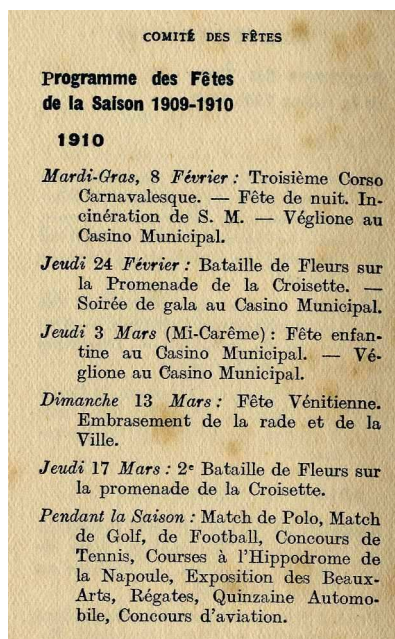 COMITÉ DES FÊTES
Programme des Fêtes
de la Saison 1909-1910
1910
Mardi-Gras, 8 Février : Troisième Corso
Carnavalesque. — Fête de nuit. In-
cinération de S. M. — Véglione au
Casino Municipal.
Jeudi 24 Février : Bataille de Fleurs sur
la Promenade de la Croisette. —
Soirée de gala au Casino Municipal.
Jeudi 3 Mars (Mi-Carême) : Fête enfan-
tine au Casino Municipal. — Vé-
glione au Casino Municipal.
Dimanche 13 Mars : Fête Vénitienne.
Embrasement de la rade et de la
Ville.
Jeudi 17 Mars : 2e Bataille de Fleurs sur
la promenade de la Croisette.
Pendant la Saison : Match de Polo, Match
de Golf, de Football, Concours de
Tennis, Courses à l'Hippodrome de
la Napoule, Exposition des Beaux-
Arts, Régates, Quinzaine Automo-
bile, Concours d'aviation.